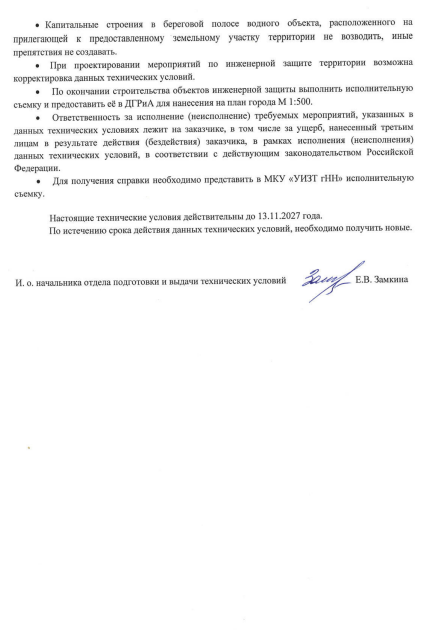 • Капитальные строения в береговой полосе водного объекта, расположенного на
прилегающей к предоставленному земельному участку территории не возводить, иные
препятствия не создавать.
• При проектировании мероприятий по инженерной защите территории возможна
корректировка данных технических условий.
• По окончании строительства объектов инженерной защиты выполнить исполнительную
съемку и предоставить её в ДГРиА для нанесения на план города М 1:500.
• Ответственность за исполнение (неисполнение) требуемых мероприятий, указанных в
данных технических условиях лежит на заказчике, в том числе за ущерб, нанесенный третьим
лицам в результате действия (бездействия) заказчика, в рамках исполнения (неисполнения)
данных технических условий, в соответствии с действующим законодательством Российской
Федерации.
• Для получения справки необходимо представить в МКУ «УИЗТ гНН» исполнительную
съемку.
Настоящие технические условия действительны до 13.11.2027 года.
По истечению срока действия данных технических условий, необходимо получить новые.
И. о. начальника отдела подготовки и выдачи технических условий Е.В. Замкина